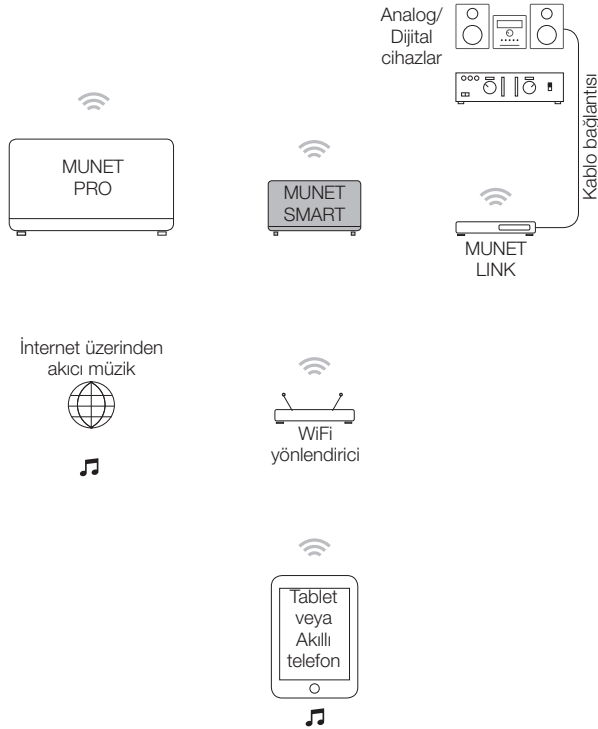 Analog/
Dijital
cihazlar
Kablo bağlantısı
MUNET
PRO
MUNET
SMART
MUNET
LINK
İnternet üzerinden
akıcı müzik
WiFi
yönlendirici
Tablet
veya
Akıllı
telefon